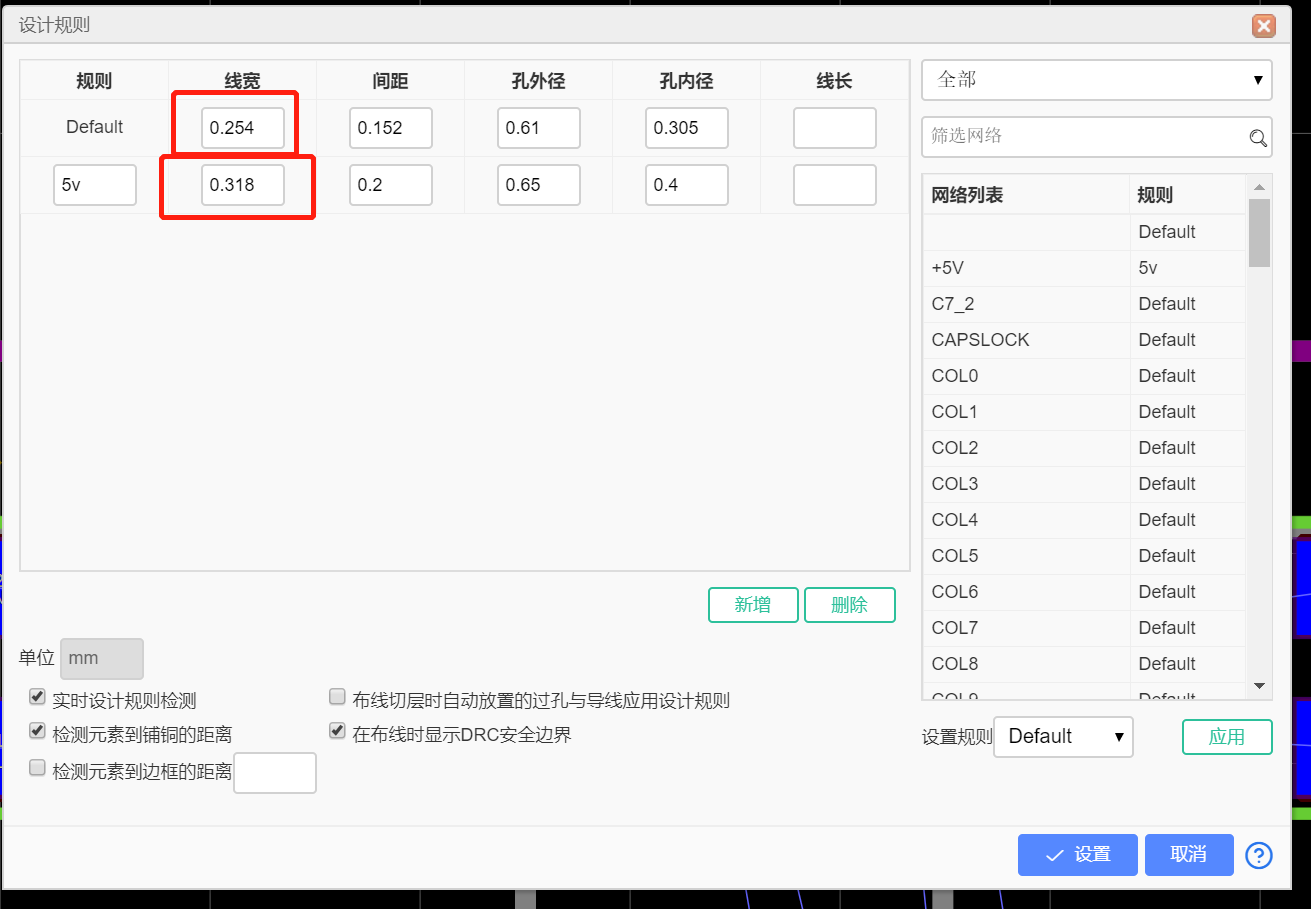 设计规则
规则 线宽 间距 孔外径 孔内径 线长
Default 0.254 0.152 0.61 0.305
5v 0.318 0.2 0.65 0.4
新增 删除
单位 mm
实时设计规则检测 布线切层时自动放置的过孔与导线应用设计规则
检测元素到铺铜的距离 在布线时显示DRC安全边界
检测元素到边框的距离
全部
筛选网络
网络列表 规则
Default
+5V 5v
C7_2 Default
CAPSLOCK Default
COL0 Default
COL1 Default
COL2 Default
COL3 Default
COL4 Default
COL5 Default
COL6 Default
COL7 Default
COL8 Default
COL9 Default
设置规则 Default 应用
设置 取消 ?